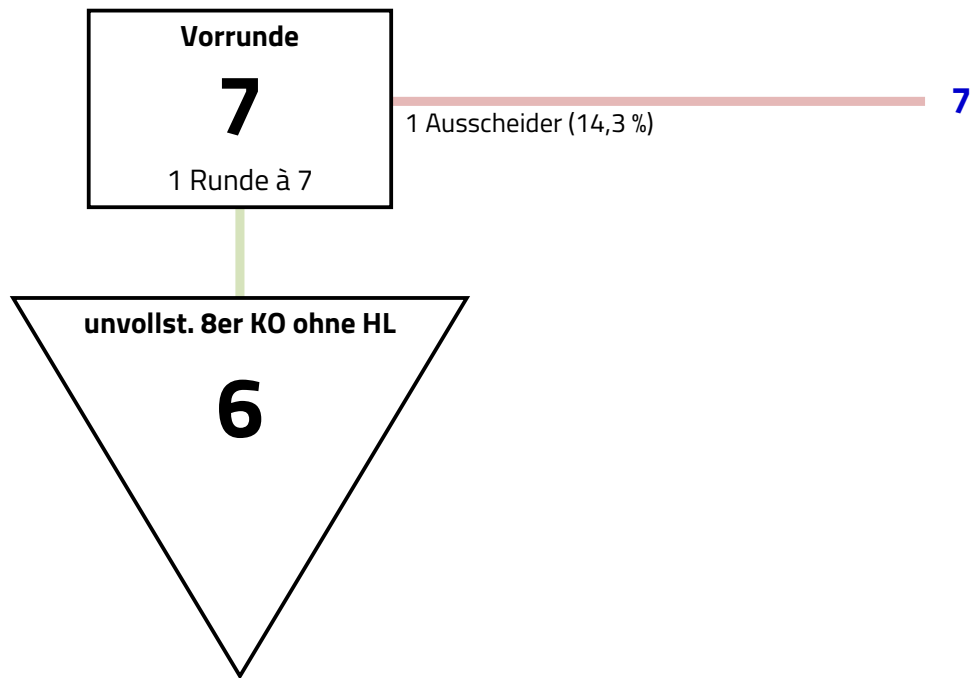 Vorrunde
7
1 Runde à 7
1 Ausscheider (14,3 %)
7
unvollst. 8er KO ohne HL
6